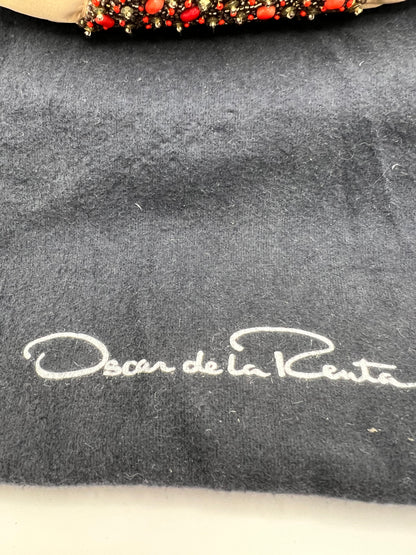 Oscar de la Renta